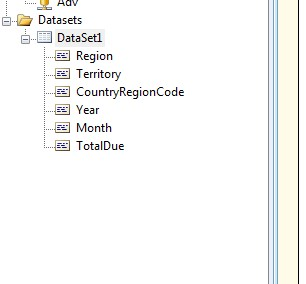 Adv
Datasets
DataSet1
Region
Territory
CountryRegionCode
Year
Month
TotalDue